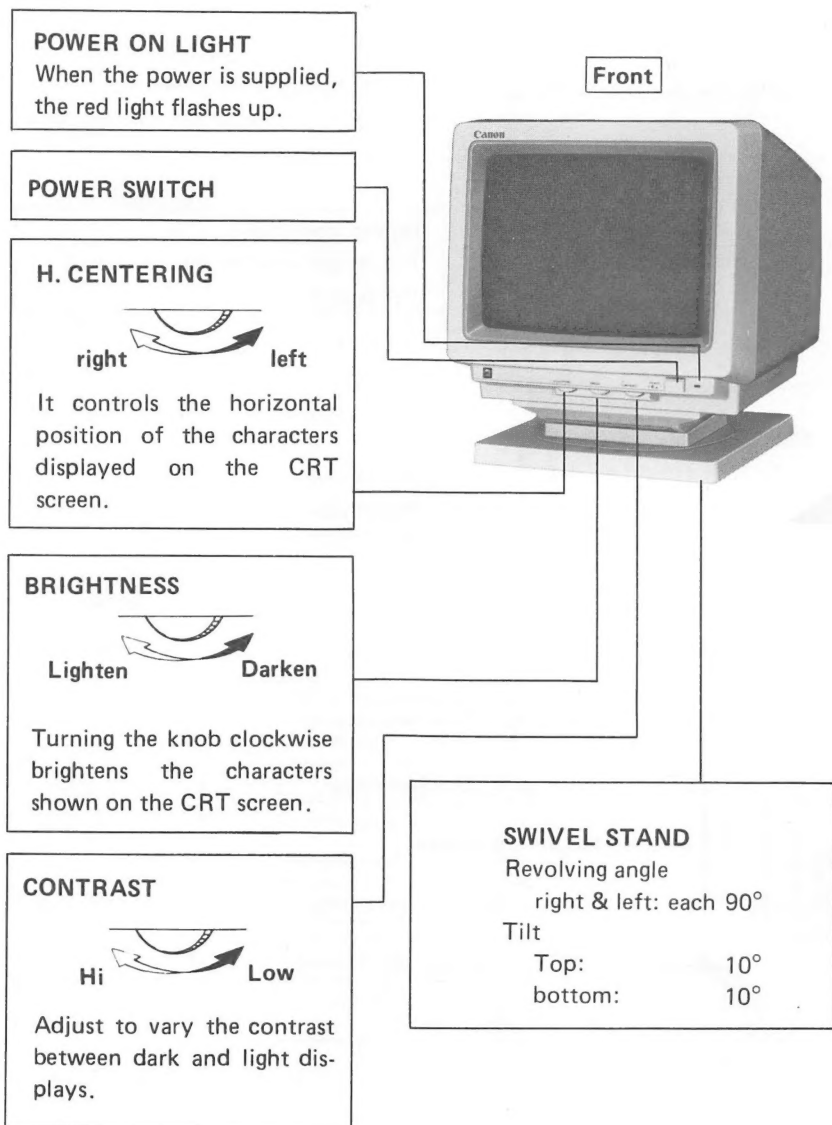 POWER ON LIGHT
When the power is supplied,
the red light flashes up.
Front
Canon
POWER SWITCH
H. CENTERING
right left
It controls the horizontal
position of the characters
displayed on the CRT
screen.
BRIGHTNESS
Lighten Darken
Turning the knob clockwise
brightens the characters
shown on the CRT screen.
CONTRAST
Hi Low
Adjust to vary the contrast
between dark and light dis-
plays.
SWIVEL STAND
Revolving angle
right & left: each 90°
Tilt
Top: 10°
bottom: 10°